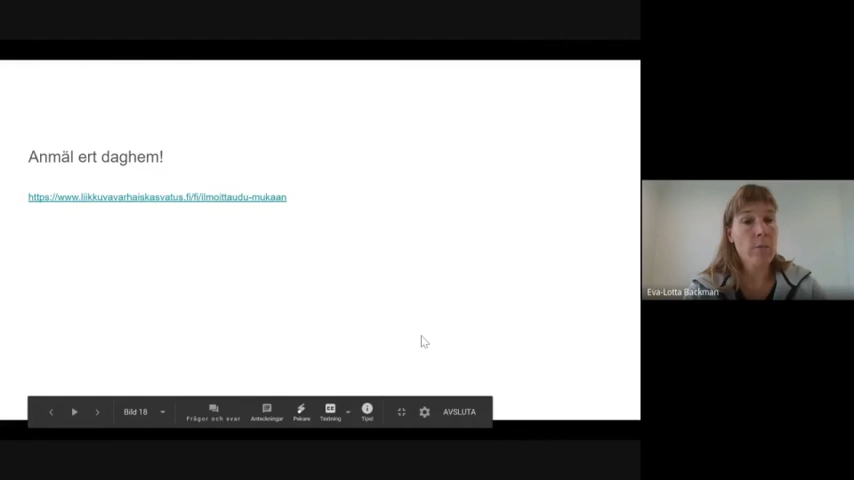 Anmäl ert daghem!
https://www.liikkuvavarhaiskasvatus.fi/fi/ilmoittaudu-mukaan
Eva-Lotta Backman
Bild 18
Frågor och svar
Anteckningar
Pekare
Textning
Tips!
AVSLUTA